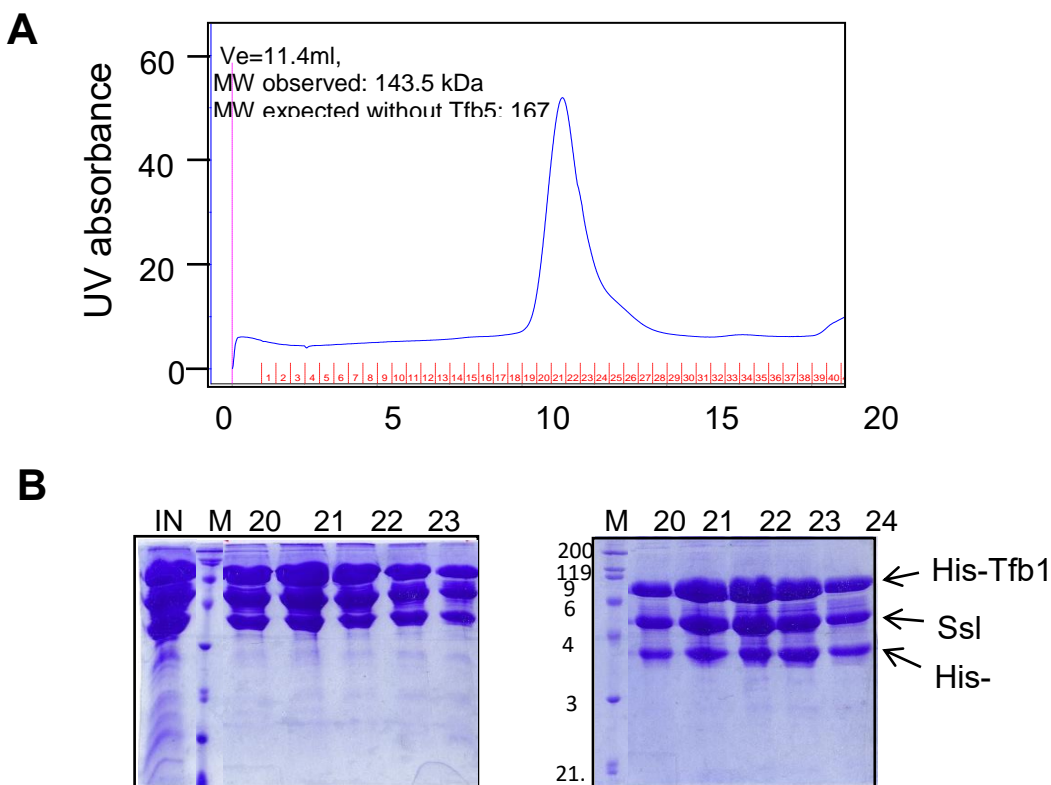 A
Ve=11.4ml,
MW observed: 143.5 kDa
MW expected without Tfb5: 167
UV absorbance
60
40
20
0
1 2 3 4 5 6 7 8 9 10 11 12 13 14 15 16 17 18 19 20 21 22 23 24 25 26 27 28 29 30 31 32 33 34 35 36 37 38 39 40
0 5 10 15 20
B
IN M 20 21 22 23
M 20 21 22 23 24
200
119
9
6
4
3
21.
His-Tfb1
Ssl
His-